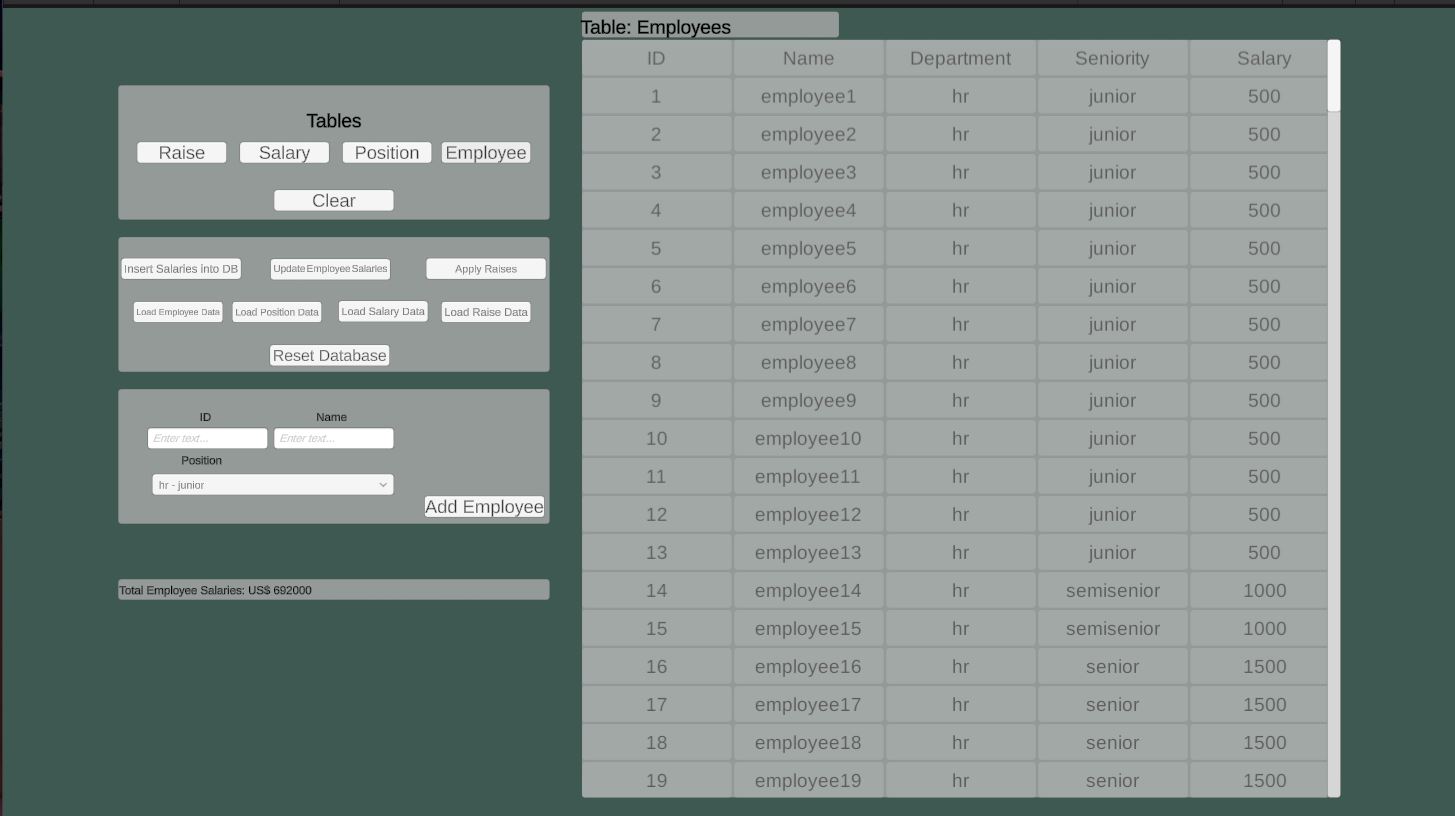 Tables
Raise Salary Position Employee
Clear
Insert Salaries into DB Update Employee Salaries Apply Raises
Load Employee Data Load Position Data Load Salary Data Load Raise Data
Reset Database
ID Name
Enter text... Enter text...
Position
hr - junior
Add Employee
Total Employee Salaries: US$ 692000
Table: Employees
ID Name Department Seniority Salary
1 employee1 hr junior 500
2 employee2 hr junior 500
3 employee3 hr junior 500
4 employee4 hr junior 500
5 employee5 hr junior 500
6 employee6 hr junior 500
7 employee7 hr junior 500
8 employee8 hr junior 500
9 employee9 hr junior 500
10 employee10 hr junior 500
11 employee11 hr junior 500
12 employee12 hr junior 500
13 employee13 hr junior 500
14 employee14 hr semisenior 1000
15 employee15 hr semisenior 1000
16 employee16 hr senior 1500
17 employee17 hr senior 1500
18 employee18 hr senior 1500
19 employee19 hr senior 1500